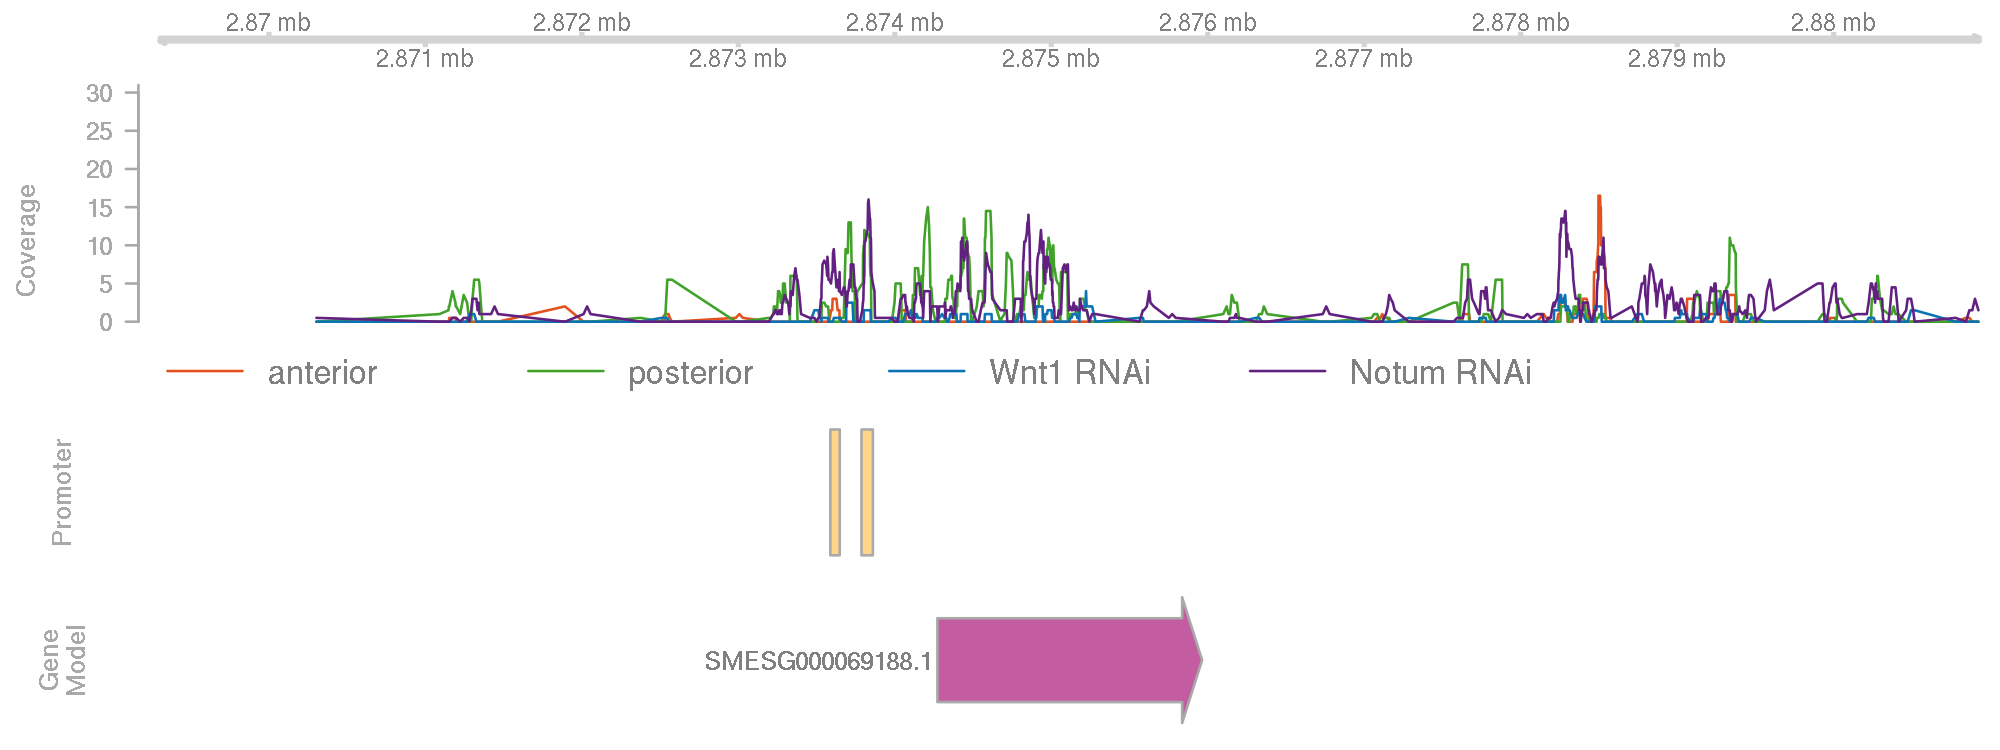 2.87 mb 2.872 mb 2.874 mb 2.876 mb 2.878 mb 2.88 mb
2.871 mb 2.873 mb 2.875 mb 2.877 mb 2.879 mb
30
25
20
15
10
5
0
Coverage
anterior posterior Wnt1 RNAi Notum RNAi
Promoter
Gene
Model
SMESG000069188.1